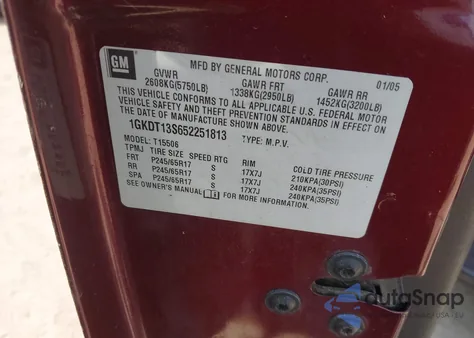 GM
MFD BY GENERAL MOTORS CORP. 01/05
GVWR GAWR FRT GAWR RR
2608KG(5750LB) 1338KG(2950LB) 1452KG(3200LB)
THIS VEHICLE CONFORMS TO ALL APPLICABLE U.S. FEDERAL MOTOR
VEHICLE SAFETY AND THEFT PREVENTION STANDARDS IN EFFECT ON
THE DATE OF MANUFACTURE SHOWN ABOVE.
1GKDT13S652251813 TYPE: M.P.V.
MODEL: T15506
TPMJ TIRE SIZE SPEED RTG RIM COLD TIRE PRESSURE
FRT P245/65R17 S 17X7J 210KPA(30PSI)
RR P245/65R17 S 17X7J 240KPA(35PSI)
SPA P245/65R17 S 17X7J 240KPA(35PSI)
SEE OWNER'S MANUAL FOR MORE INFORMATION.
autoSnap